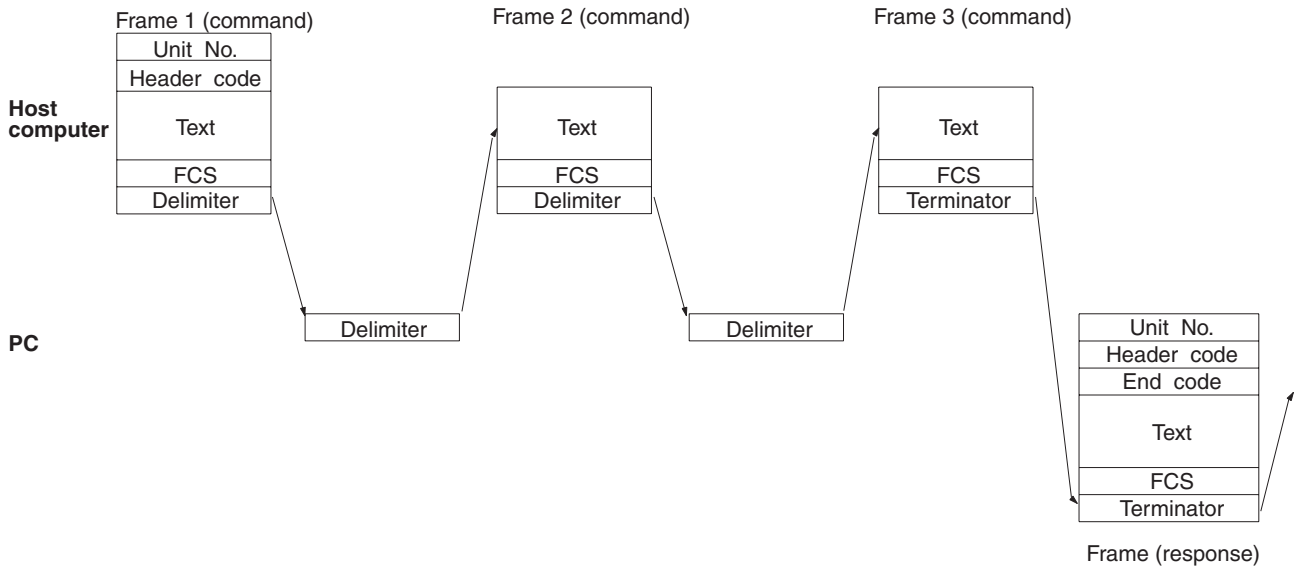 Frame 1 (command)
Frame 2 (command)
Frame 3 (command)
Host
computer
Unit No.
Header code
Text
FCS
Delimiter
Text
FCS
Delimiter
Text
FCS
Terminator
PC
Delimiter
Delimiter
Unit No.
Header code
End code
Text
FCS
Terminator
Frame (response)